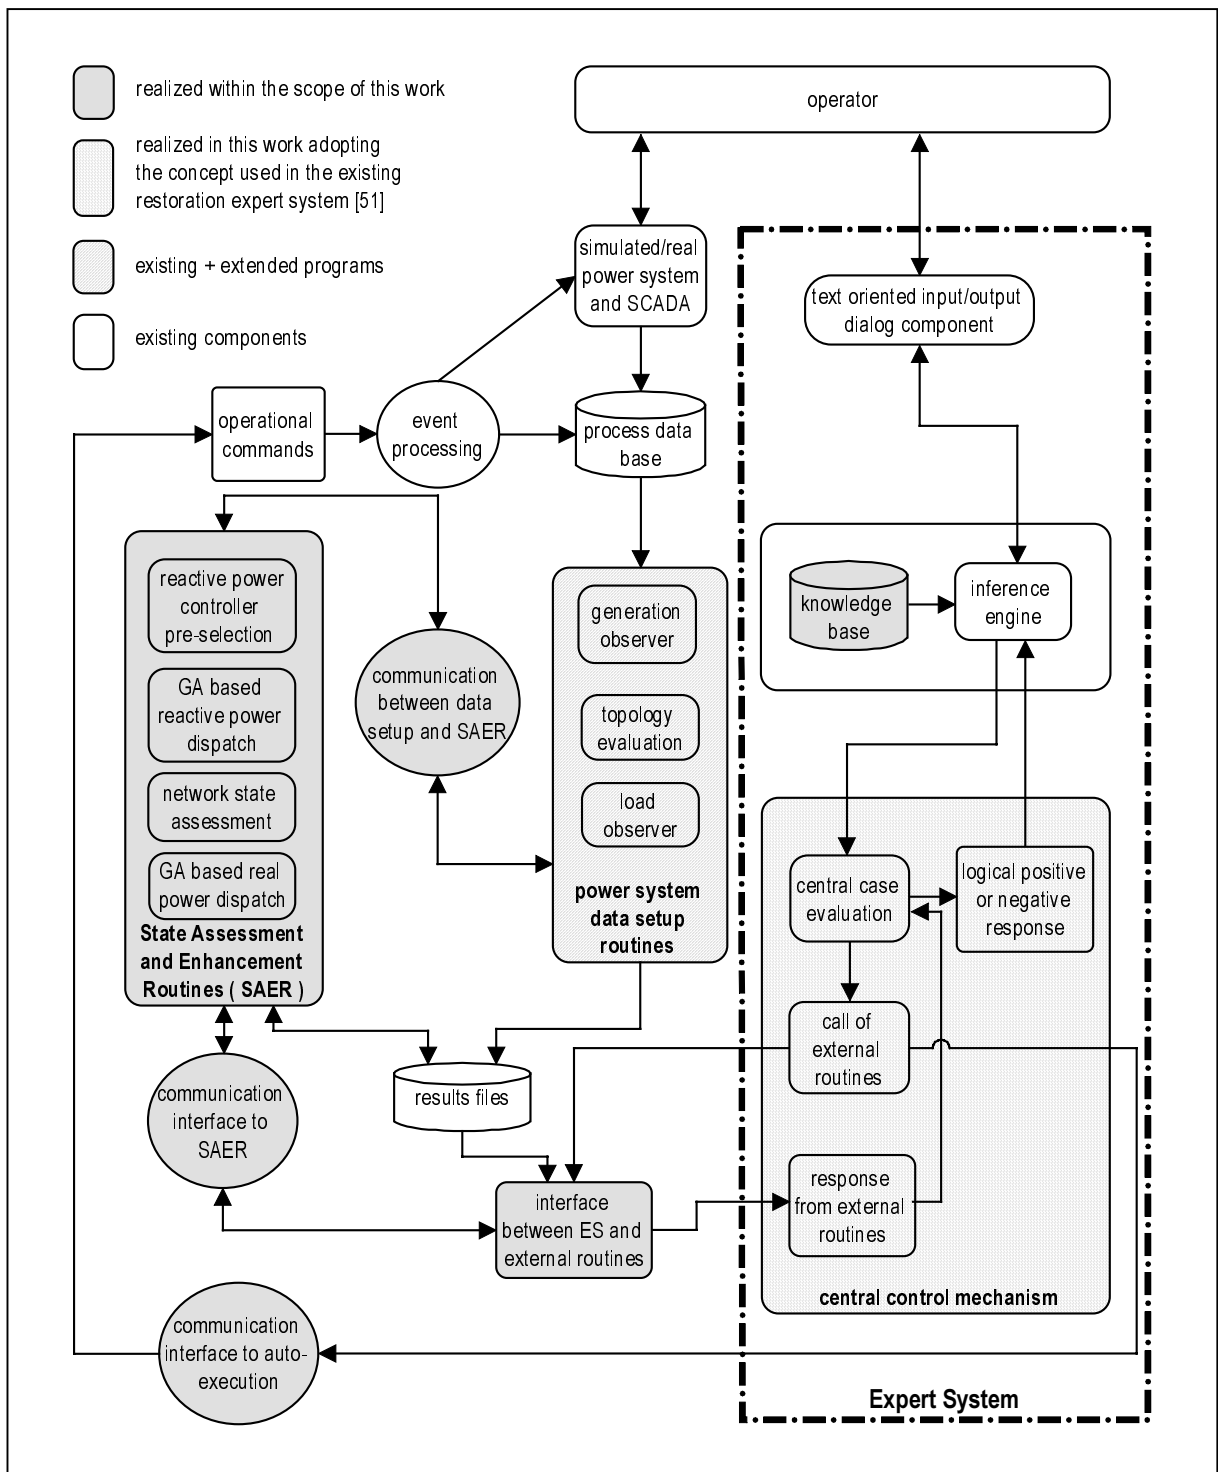 realized within the scope of this work
realized in this work adopting
the concept used in the existing
restoration expert system [51]
existing + extended programs
existing components
operator
simulated/real
power system
and SCADA
text oriented input/output
dialog component
operational
commands
event
processing
process data
base
reactive power
controller
pre-selection
GA based
reactive power
dispatch
network state
assessment
GA based real
power dispatch
State Assessment
and Enhancement
Routines ( SAER )
communication
between data
setup and SAER
generation
observer
topology
evaluation
load
observer
power system
data setup
routines
knowledge
base
inference
engine
central case
evaluation
logical positive
or negative
response
call of
external
routines
response
from external
routines
central control mechanism
communication
interface to
SAER
results files
interface
between ES and
external routines
communication
interface to auto-
execution
Expert System